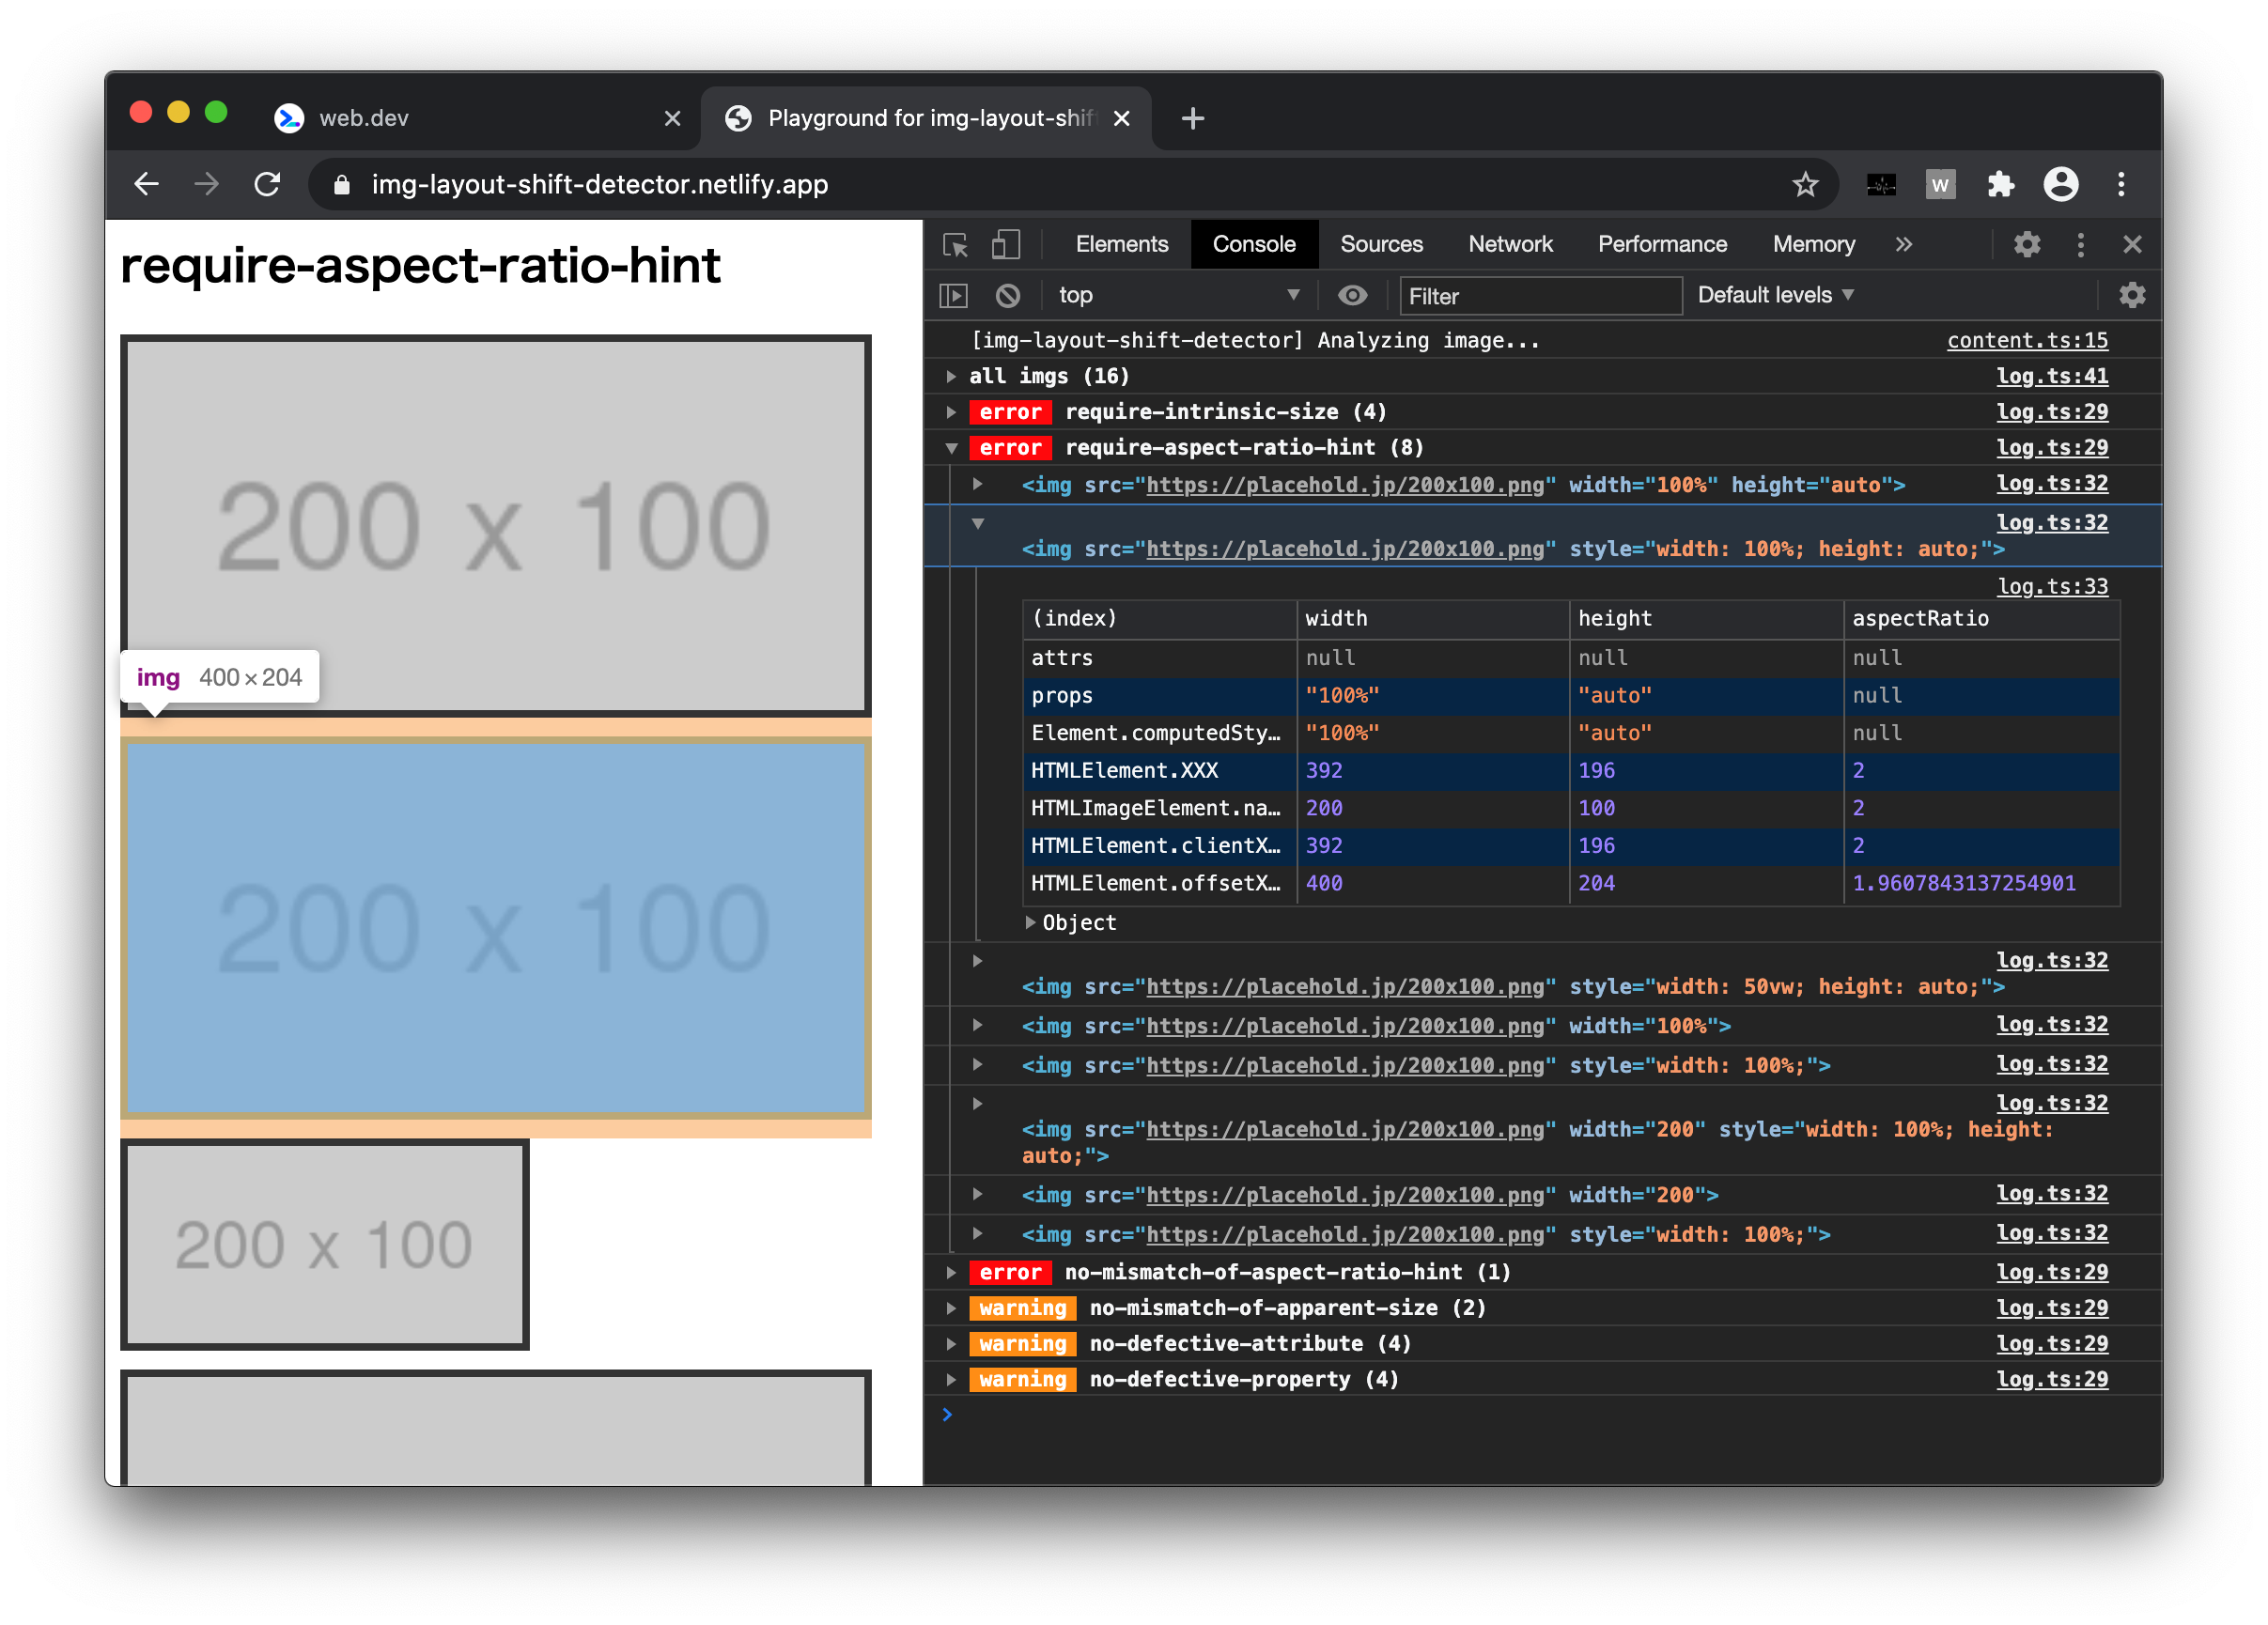 web.dev
Playground for img-layout-shif
img-layout-shift-detector.netlify.app
W
require-aspect-ratio-hint
200 x 100
img 400 × 204
200 x 100
200 x 100
Elements Console Sources Network Performance Memory »
top Filter Default levels
[img-layout-shift-detector] Analyzing image... content.ts:15
all imgs (16) log.ts:41
error require-intrinsic-size (4) log.ts:29
error require-aspect-ratio-hint (8) log.ts:29
<img src="https://placehold.jp/200x100.png" width="100%" height="auto"> log.ts:32
log.ts:32
<img src="https://placehold.jp/200x100.png" style="width: 100%; height: auto;">
log.ts:33
(index) width height aspectRatio
attrs null null null
props "100%" "auto" null
Element.computedSty… "100%" "auto" null
HTMLElement.XXX 392 196 2
HTMLImageElement.na… 200 100 2
HTMLElement.clientX… 392 196 2
HTMLElement.offsetX… 400 204 1.9607843137254901
Object
log.ts:32
<img src="https://placehold.jp/200x100.png" style="width: 50vw; height: auto;">
<img src="https://placehold.jp/200x100.png" width="100%"> log.ts:32
<img src="https://placehold.jp/200x100.png" style="width: 100%;"> log.ts:32
log.ts:32
<img src="https://placehold.jp/200x100.png" width="200" style="width: 100%; height:
auto;">
<img src="https://placehold.jp/200x100.png" width="200"> log.ts:32
<img src="https://placehold.jp/200x100.png" style="width: 100%;"> log.ts:32
error no-mismatch-of-aspect-ratio-hint (1) log.ts:29
warning no-mismatch-of-apparent-size (2) log.ts:29
warning no-defective-attribute (4) log.ts:29
warning no-defective-property (4) log.ts:29